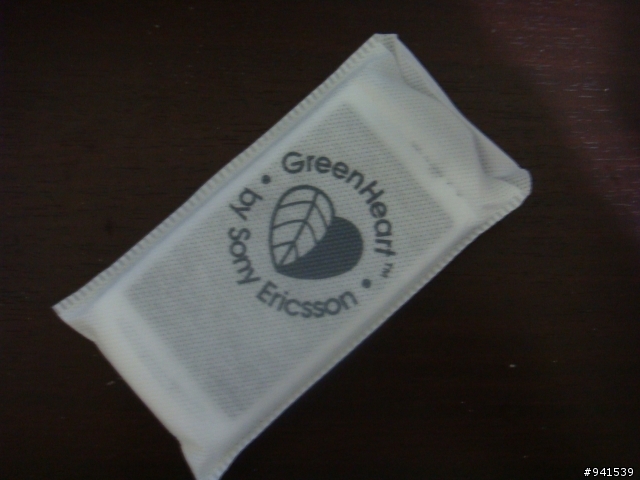 GreenHeart™
• by Sony Ericsson •
#941539